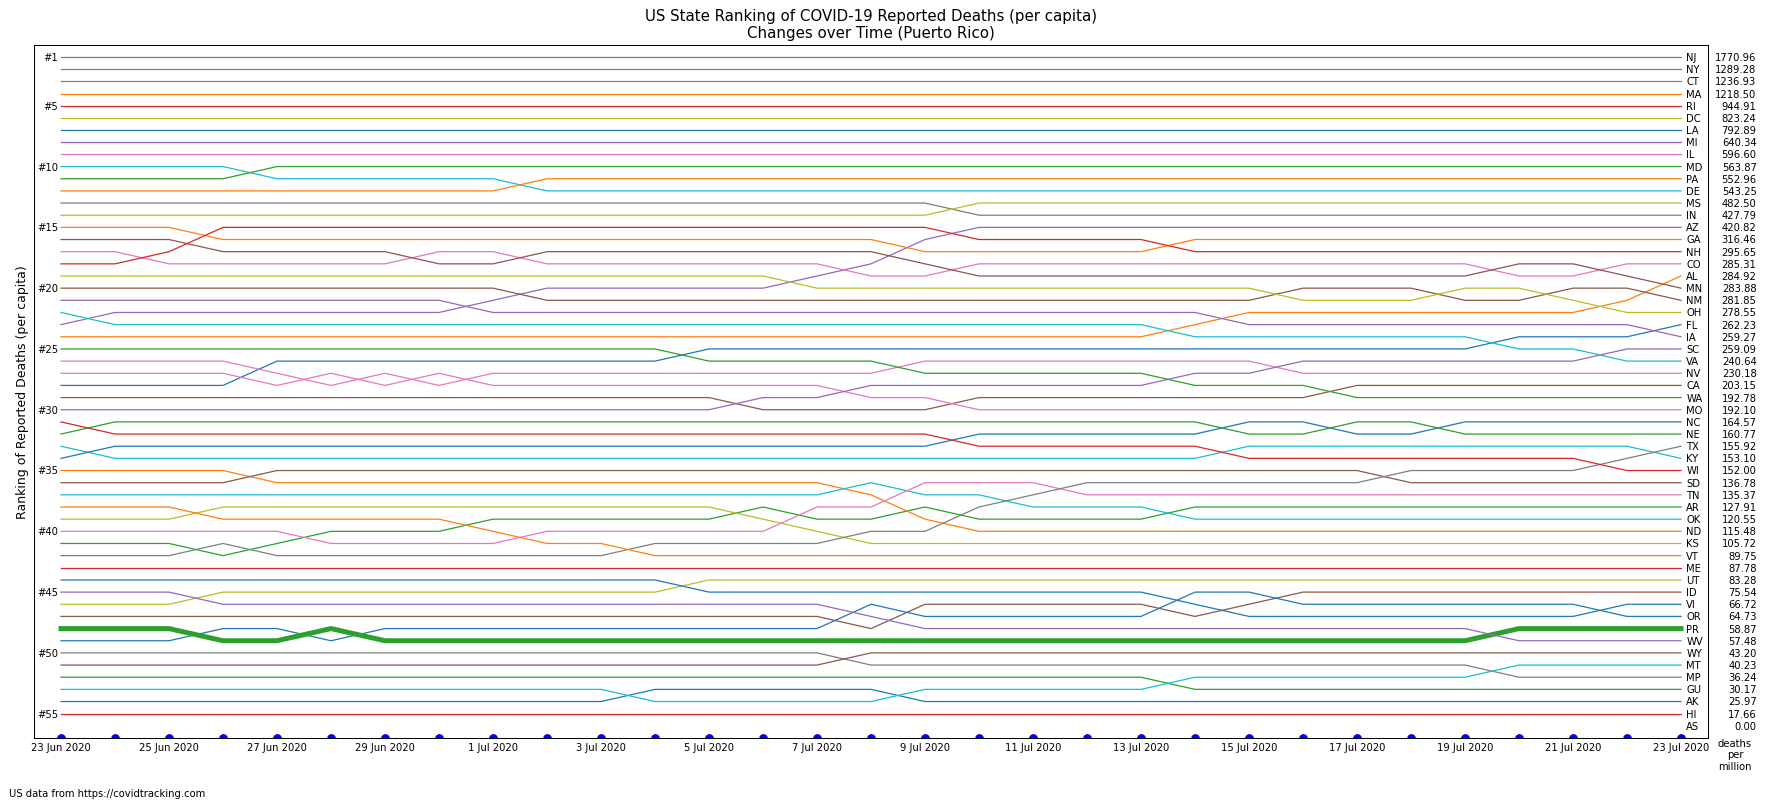 US State Ranking of COVID-19 Reported Deaths (per capita)
Changes over Time (Puerto Rico)
Ranking of Reported Deaths (per capita)
#1
#5
#10
#15
#20
#25
#30
#35
#40
#45
#50
#55
NJ 1770.96
NY 1289.28
CT 1236.93
MA 1218.50
RI 944.91
DC 823.24
LA 792.89
MI 640.34
IL 596.60
MD 563.87
PA 552.96
DE 543.25
MS 482.50
IN 427.79
AZ 420.82
GA 316.46
NH 295.65
CO 285.31
AL 284.92
MN 283.88
NM 281.85
OH 278.55
FL 262.23
IA 259.27
SC 259.09
VA 240.64
NV 230.18
CA 203.15
WA 192.78
MO 192.10
NC 164.57
NE 160.77
TX 155.92
KY 153.10
WI 152.00
SD 136.78
TN 135.37
AR 127.91
OK 120.55
ND 115.48
KS 105.72
VT 89.75
ME 87.78
UT 83.28
ID 75.54
VI 66.72
OR 64.73
PR 58.87
WV 57.48
WY 43.20
MT 40.23
MP 36.24
GU 30.17
AK 25.97
HI 17.66
AS 0.00
23 Jun 2020 25 Jun 2020 27 Jun 2020 29 Jun 2020 1 Jul 2020 3 Jul 2020 5 Jul 2020 7 Jul 2020 9 Jul 2020 11 Jul 2020 13 Jul 2020 15 Jul 2020 17 Jul 2020 19 Jul 2020 21 Jul 2020 23 Jul 2020
deaths
per
million
US data from https://covidtracking.com